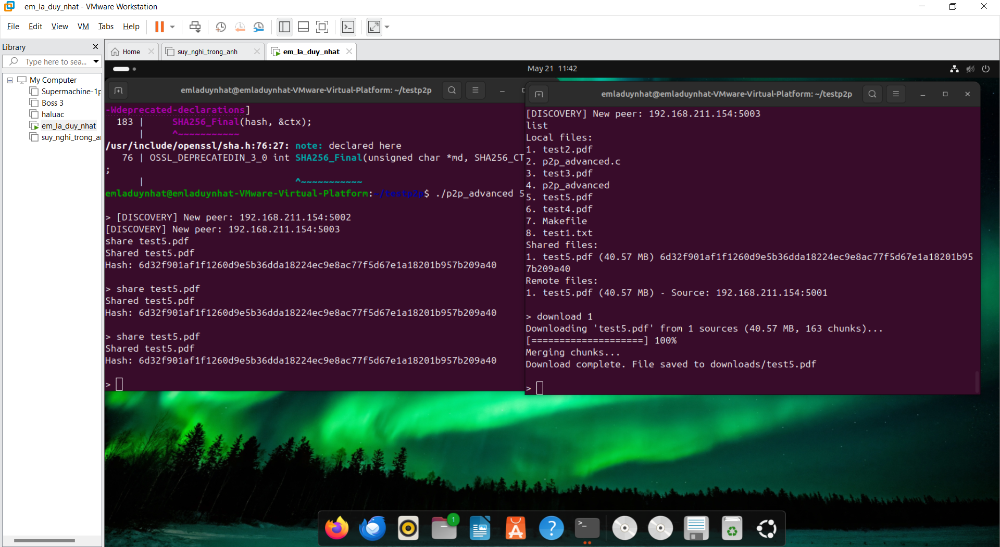 em_la_duy_nhat - VMware Workstation
File Edit View VM Tabs Help
Library
Type here to sea...
My Computer
Supermachine-1p
Boss 3
haluac
em_la_duy_nhat
suy_nghi_trong_an
Home
suy_nghi_trong_anh
em_la_duy_nhat
May 21 11:42
emladuynhat@emladuynhat-VMware-Virtual-Platform: ~/testp2p
-Wdeprecated-declarations]
183 | SHA256_Final(hash, &ctx);
| ^~~~~~~~~~~~
/usr/include/openssl/sha.h:76:27: note: declared here
76 | OSSL_DEPRECATEDIN_3_0 int SHA256_Final(unsigned char *md, SHA256_CT
;
| ^~~~~~~~~~~~
emladuynhat@emladuynhat-VMware-Virtual-Platform:~/testp2p$ ./p2p_advanced 5
> [DISCOVERY] New peer: 192.168.211.154:5002
[DISCOVERY] New peer: 192.168.211.154:5003
share test5.pdf
Shared test5.pdf
Hash: 6d32f901af1f1260d9e5b36dda18224ec9e8ac77f5d67e1a18201b957b209a40
> share test5.pdf
Shared test5.pdf
Hash: 6d32f901af1f1260d9e5b36dda18224ec9e8ac77f5d67e1a18201b957b209a40
> share test5.pdf
Shared test5.pdf
Hash: 6d32f901af1f1260d9e5b36dda18224ec9e8ac77f5d67e1a18201b957b209a40
>
emladuynhat@emladuynhat-VMware-Virtual-Platform: ~/testp2p
[DISCOVERY] New peer: 192.168.211.154:5003
list
Local files:
1. test2.pdf
2. p2p_advanced.c
3. test3.pdf
4. p2p_advanced
5. test5.pdf
6. test4.pdf
7. Makefile
8. test1.txt
Shared files:
1. test5.pdf (40.57 MB) 6d32f901af1f1260d9e5b36dda18224ec9e8ac77f5d67e1a18201b95
7b209a40
Remote files:
1. test5.pdf (40.57 MB) - Source: 192.168.211.154:5001
> download 1
Downloading 'test5.pdf' from 1 sources (40.57 MB, 163 chunks)...
[====================] 100%
Merging chunks...
Download complete. File saved to downloads/test5.pdf
>
1